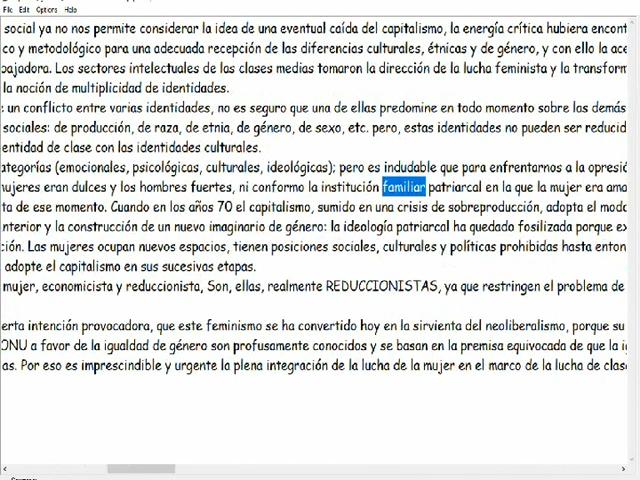 File Edit Options Help
social ya no nos permite considerar la idea de una eventual caída del capitalismo, la energía crítica hubiera encont
co y metodológico para una adecuada recepción de las diferencias culturales, étnicas y de género, y con ello la ace
bajadora. Los sectores intelectuales de las clases medias tomaron la dirección de la lucha feminista y la transform
la noción de multiplicidad de identidades.
un conflicto entre varias identidades, no es seguro que una de ellas predomine en todo momento sobre las demás
sociales: de producción, de raza, de etnia, de género, de sexo, etc. pero, estas identidades no pueden ser reducid
entidad de clase con las identidades culturales.
ategorías (emocionales, psicológicas, culturales, ideológicas); pero es indudable que para enfrentarnos a la opresió
nujeres eran dulces y los hombres fuertes, ni conformo la institución familiar patriarcal en la que la mujer era ama
ta de ese momento. Cuando en los años 70 el capitalismo, sumido en una crisis de sobreproducción, adopta el modo
anterior y la construcción de un nuevo imaginario de género: la ideología patriarcal ha quedado fosilizada porque ex
ción. Las mujeres ocupan nuevos espacios, tienen posiciones sociales, culturales y políticas prohibidas hasta enton
adopte el capitalismo en sus sucesivas etapas.
mujer, economicista y reduccionista, Son, ellas, realmente REDUCCIONISTAS, ya que restringen el problema de
erta intención provocadora, que este feminismo se ha convertido hoy en la sirvienta del neoliberalismo, porque su
ONU a favor de la igualdad de género son profusamente conocidos y se basan en la premisa equivocada de que la ig
as. Por eso es imprescindible y urgente la plena integración de la lucha de la mujer en el marco de la lucha de clas